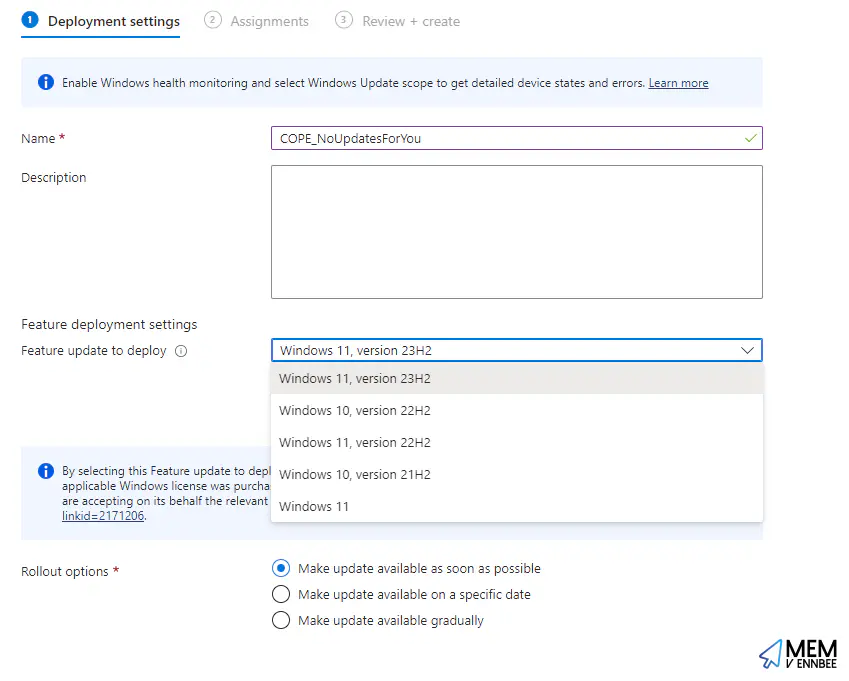 1 Deployment settings 2 Assignments 3 Review + create
Enable Windows health monitoring and select Windows Update scope to get detailed device states and errors. Learn more
Name *
COPE_NoUpdatesForYou
Description
Feature deployment settings
Feature update to deploy
Windows 11, version 23H2
Windows 11, version 23H2
Windows 10, version 22H2
Windows 11, version 22H2
Windows 10, version 21H2
Windows 11
By selecting this Feature update to depl
applicable Windows license was purcha
are accepting on its behalf the relevant
linkid=2171206.
Rollout options *
Make update available as soon as possible
Make update available on a specific date
Make update available gradually
MEM
V ENNBEE